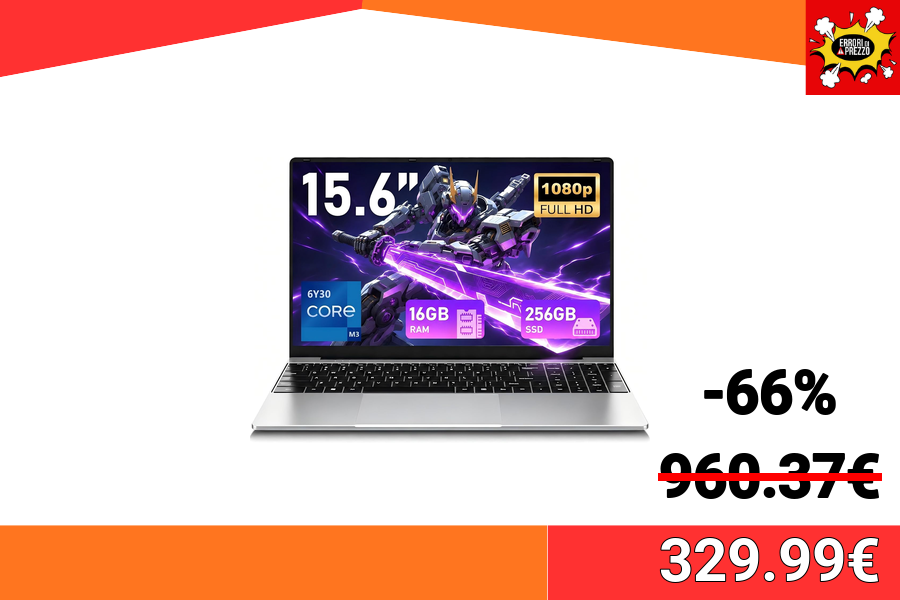 ERRORI DI
PREZZO
15.6”
1080p
FULL HD
6Y30
CORE
M3
16GB
RAM
256GB
SSD
-66%
960.37€
329.99€